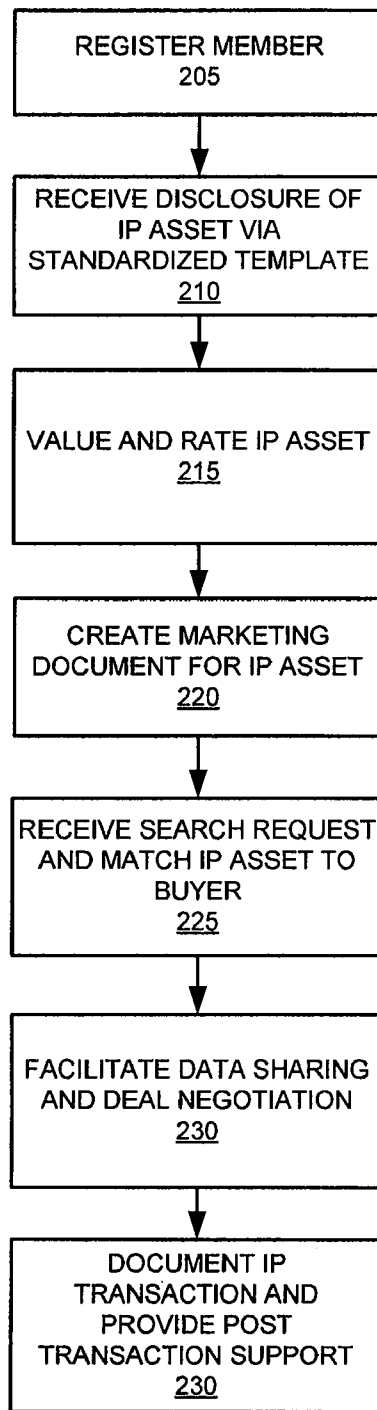 REGISTER MEMBER
205
RECEIVE DISCLOSURE OF
IP ASSET VIA
STANDARDIZED TEMPLATE
210
VALUE AND RATE IP ASSET
215
CREATE MARKETING
DOCUMENT FOR IP ASSET
220
RECEIVE SEARCH REQUEST
AND MATCH IP ASSET TO
BUYER
225
FACILITATE DATA SHARING
AND DEAL NEGOTIATION
230
DOCUMENT IP
TRANSACTION AND
PROVIDE POST
TRANSACTION SUPPORT
230